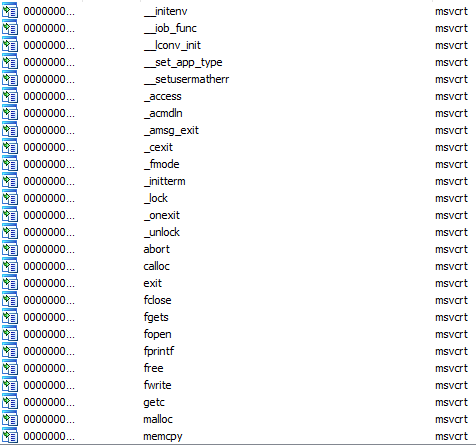 0000000... __initenv msvcrt
0000000... __iob_func msvcrt
0000000... __lconv_init msvcrt
0000000... __set_app_type msvcrt
0000000... __setusermatherr msvcrt
0000000... _access msvcrt
0000000... _acmdln msvcrt
0000000... _amsg_exit msvcrt
0000000... _cexit msvcrt
0000000... _fmode msvcrt
0000000... _initterm msvcrt
0000000... _lock msvcrt
0000000... _onexit msvcrt
0000000... _unlock msvcrt
0000000... abort msvcrt
0000000... calloc msvcrt
0000000... exit msvcrt
0000000... fclose msvcrt
0000000... fgets msvcrt
0000000... fopen msvcrt
0000000... fprintf msvcrt
0000000... free msvcrt
0000000... fwrite msvcrt
0000000... getc msvcrt
0000000... malloc msvcrt
0000000... memcpy msvcrt